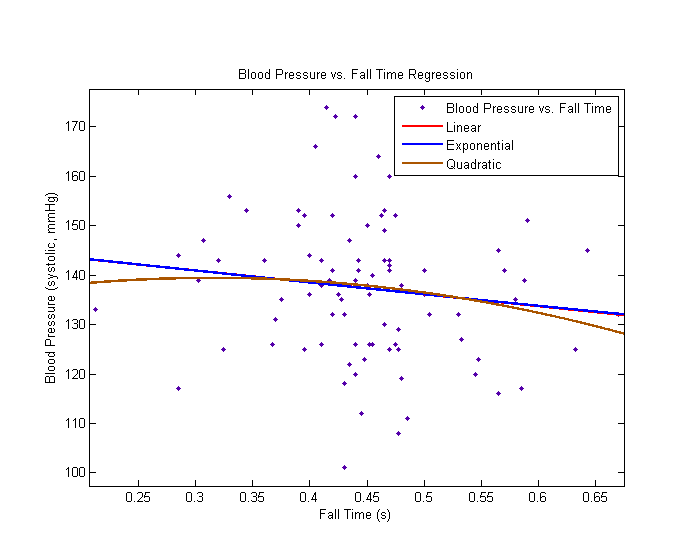 Blood Pressure vs. Fall Time Regression
Blood Pressure vs. Fall Time
Linear
Exponential
Quadratic
Blood Pressure (systolic, mmHg)
170
160
150
140
130
120
110
100
0.25 0.3 0.35 0.4 0.45 0.5 0.55 0.6 0.65
Fall Time (s)